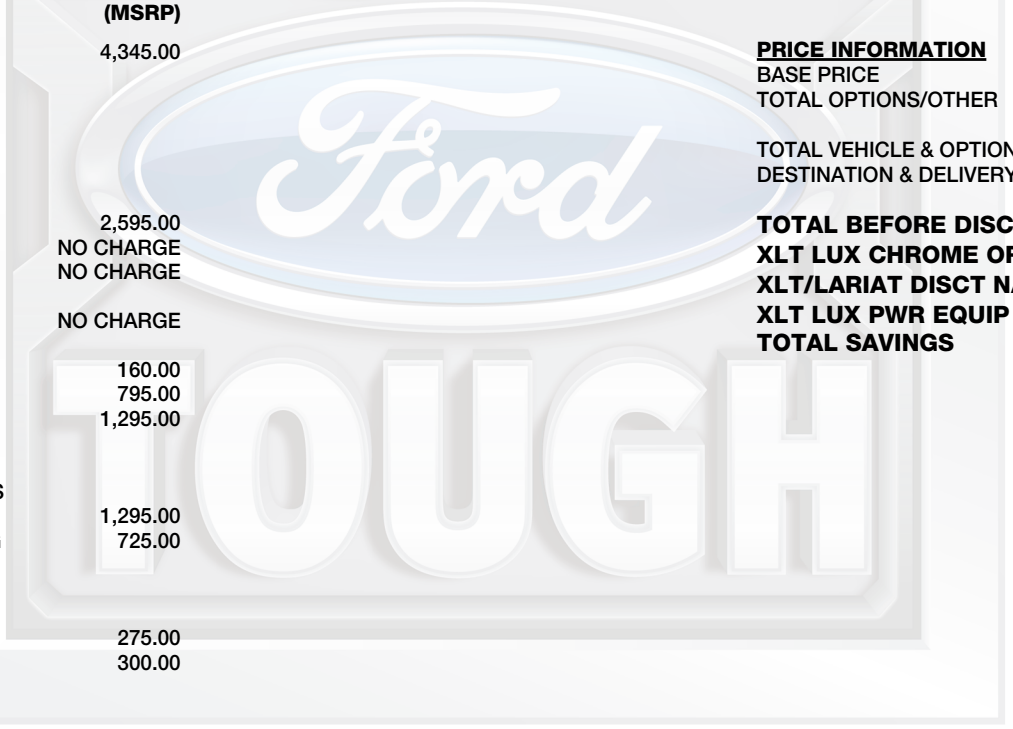 (MSRP)
4,345.00
2,595.00
NO CHARGE
NO CHARGE
NO CHARGE
160.00
795.00
1,295.00
1,295.00
725.00
275.00
300.00
PRICE INFORMATION
BASE PRICE
TOTAL OPTIONS/OTHER
TOTAL VEHICLE & OPTION
DESTINATION & DELIVERY
TOTAL BEFORE DISC
XLT LUX CHROME
XLT/LARIAT DISCT
XLT LUX PWR EQUIP
TOTAL SAVINGS
Ford
TOUGH